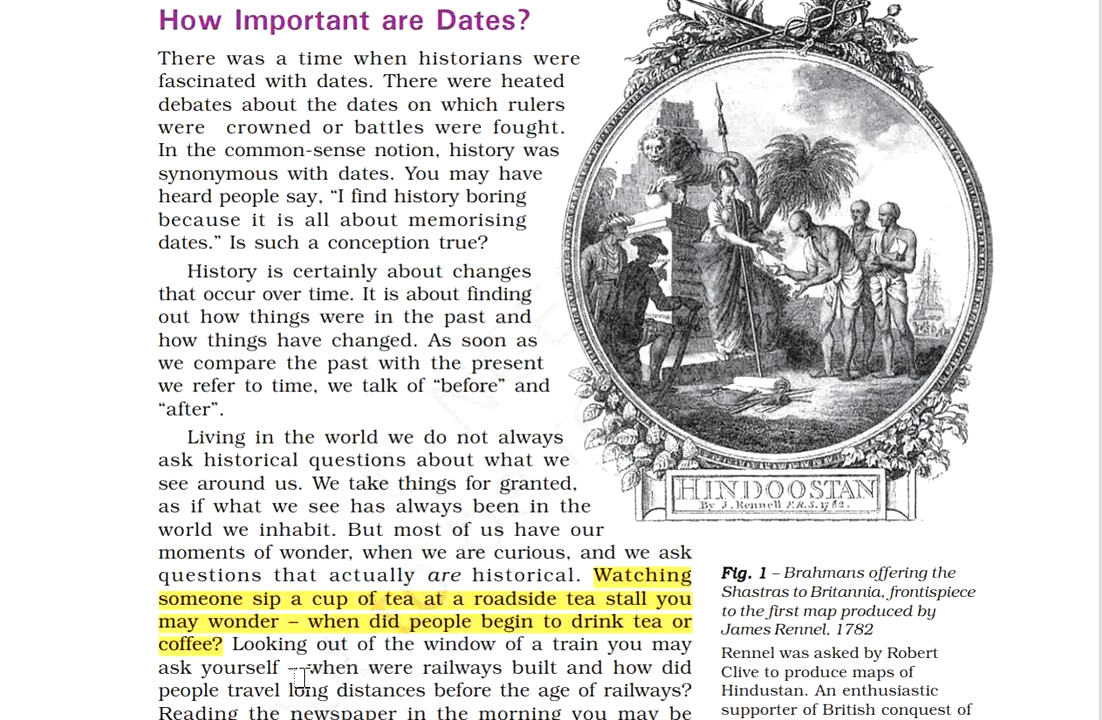 How Important are Dates?
There was a time when historians were
fascinated with dates. There were heated
debates about the dates on which rulers
were crowned or battles were fought.
In the common-sense notion, history was
synonymous with dates. You may have
heard people say, “I find history boring
because it is all about memorising
dates.” Is such a conception true?
History is certainly about changes
that occur over time. It is about finding
out how things were in the past and
how things have changed. As soon as
we compare the past with the present
we refer to time, we talk of “before” and
“after”.
Living in the world we do not always
ask historical questions about what we
see around us. We take things for granted,
as if what we see has always been in the
world we inhabit. But most of us have our
moments of wonder, when we are curious, and we ask
questions that actually are historical. Watching
someone sip a cup of tea at a roadside tea stall you
may wonder – when did people begin to drink tea or
coffee? Looking out of the window of a train you may
ask yourself – when were railways built and how did
people travel long distances before the age of railways?
Reading the newspaper in the morning you may be
HINDOOSTAN
By J. Rennell F.R.S. 1782.
Fig. 1 – Brahmans offering the
Shastras to Britannia, frontispiece
to the first map produced by
James Rennel, 1782
Rennel was asked by Robert
Clive to produce maps of
Hindustan. An enthusiastic
supporter of British conquest of